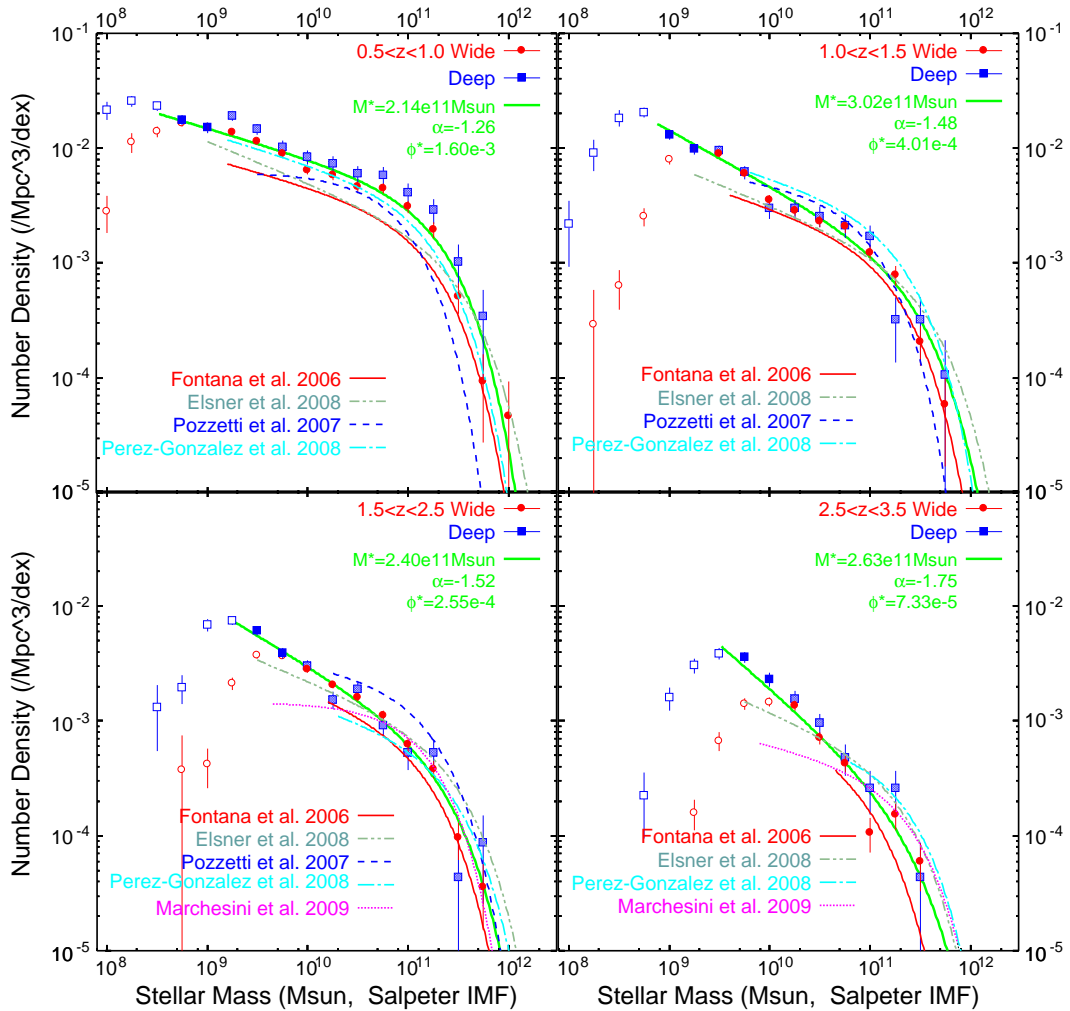 10^8 10^9 10^10 10^11 10^12
10^8 10^9 10^10 10^11 10^12
10^-1
10^-2
10^-3
10^-4
10^-5
Number Density (/Mpc^3/dex)
0.5<z<1.0 Wide
Deep
M*=2.14e11Msun
α=-1.26
ϕ*=1.60e-3
Fontana et al. 2006
Elsner et al. 2008
Pozzetti et al. 2007
Perez-Gonzalez et al. 2008
1.0<z<1.5 Wide
Deep
M*=3.02e11Msun
α=-1.48
ϕ*=4.01e-4
Fontana et al. 2006
Elsner et al. 2008
Pozzetti et al. 2007
Perez-Gonzalez et al. 2008
10^-1
10^-2
10^-3
10^-4
10^-5
10^-2
10^-3
10^-4
10^-5
Number Density (/Mpc^3/dex)
1.5<z<2.5 Wide
Deep
M*=2.40e11Msun
α=-1.52
ϕ*=2.55e-4
Fontana et al. 2006
Elsner et al. 2008
Pozzetti et al. 2007
Perez-Gonzalez et al. 2008
Marchesini et al. 2009
2.5<z<3.5 Wide
Deep
M*=2.63e11Msun
α=-1.75
ϕ*=7.33e-5
Fontana et al. 2006
Elsner et al. 2008
Perez-Gonzalez et al. 2008
Marchesini et al. 2009
10^-2
10^-3
10^-4
10^-5
10^8 10^9 10^10 10^11 10^12
10^8 10^9 10^10 10^11 10^12
Stellar Mass (Msun, Salpeter IMF)
Stellar Mass (Msun, Salpeter IMF)